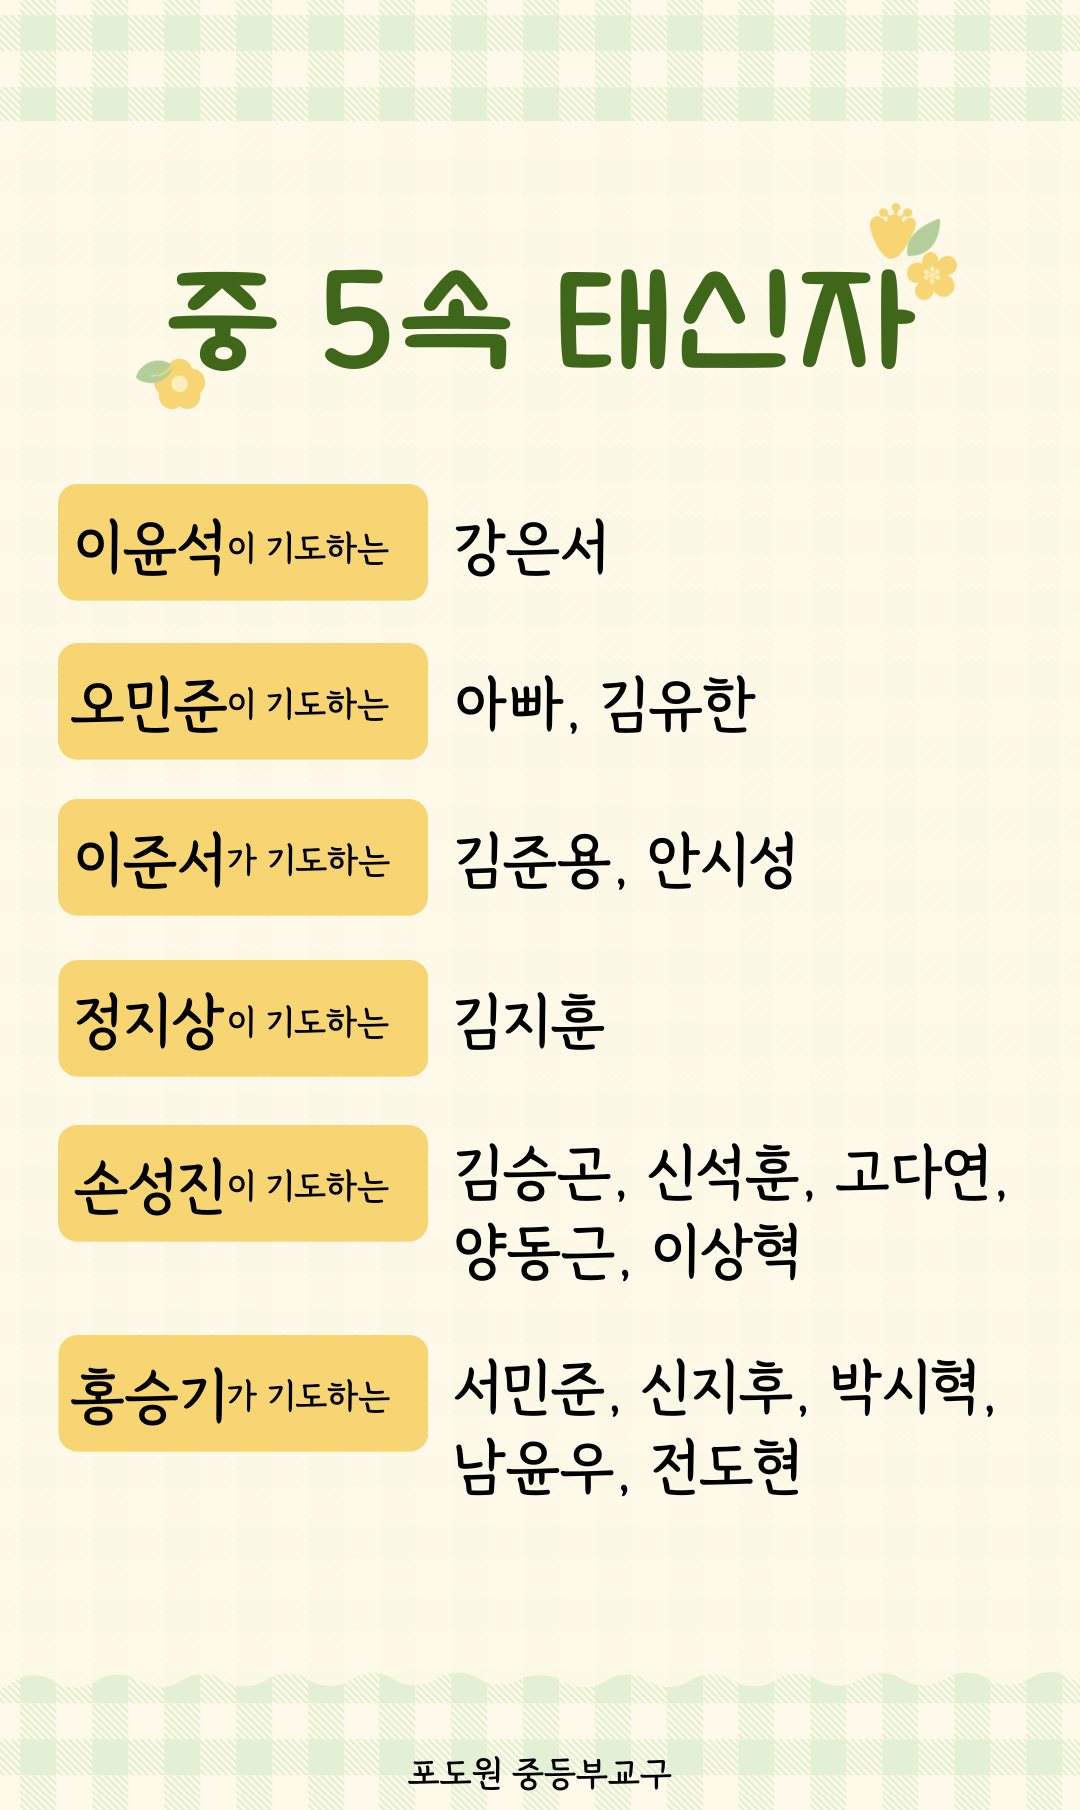 중 5속 태신자
이윤석이 기도하는 강은서
오민준이 기도하는 아빠, 김유한
이준서가 기도하는 김준용, 안시성
정지상이 기도하는 김지훈
손성진이 기도하는 김승곤, 신석훈, 고다연,
양동근, 이상혁
홍승기가 기도하는 서민준, 신지후, 박시혁,
남윤우, 전도현
포도원 중등부교구